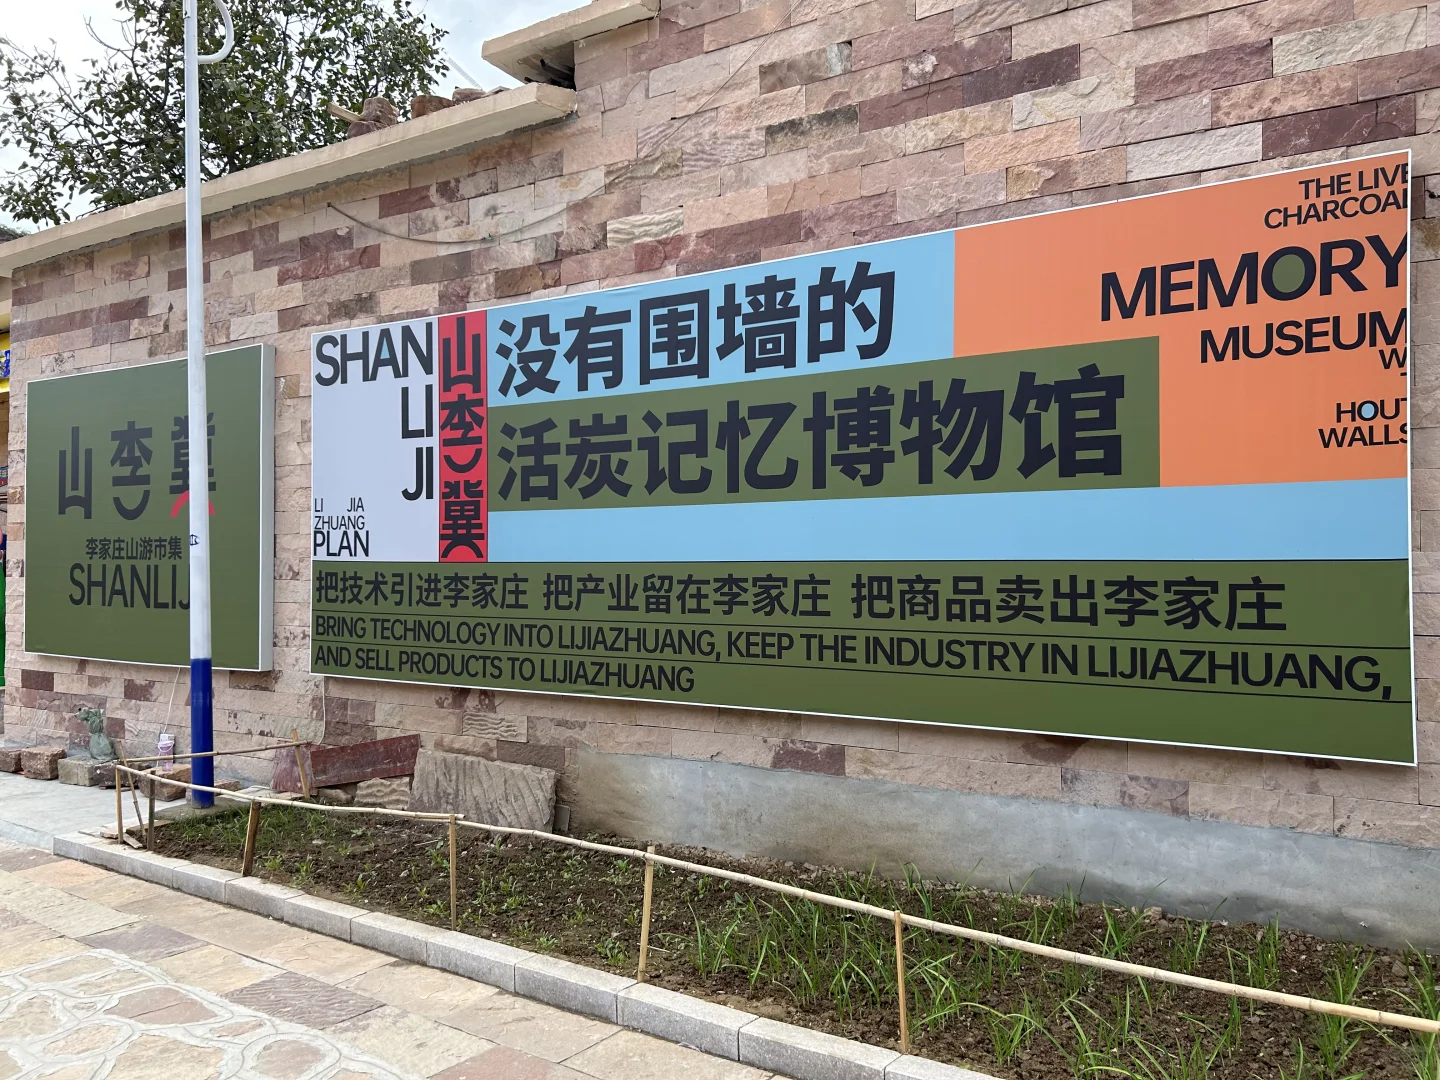 山李冀
李家庄山游市集
SHANLIJ
SHAN
LI
JI
LI JIA
ZHUANG
PLAN
山李冀
没有围墙的
活炭记忆博物馆
THE LIVE
CHARCOAL
MEMORY
MUSEUM
W
HOUT
WALLS
把技术引进李家庄 把产业留在李家庄 把商品卖出李家庄
BRING TECHNOLOGY INTO LIJIAZHUANG, KEEP THE INDUSTRY IN LIJIAZHUANG,
AND SELL PRODUCTS TO LIJIAZHUANG